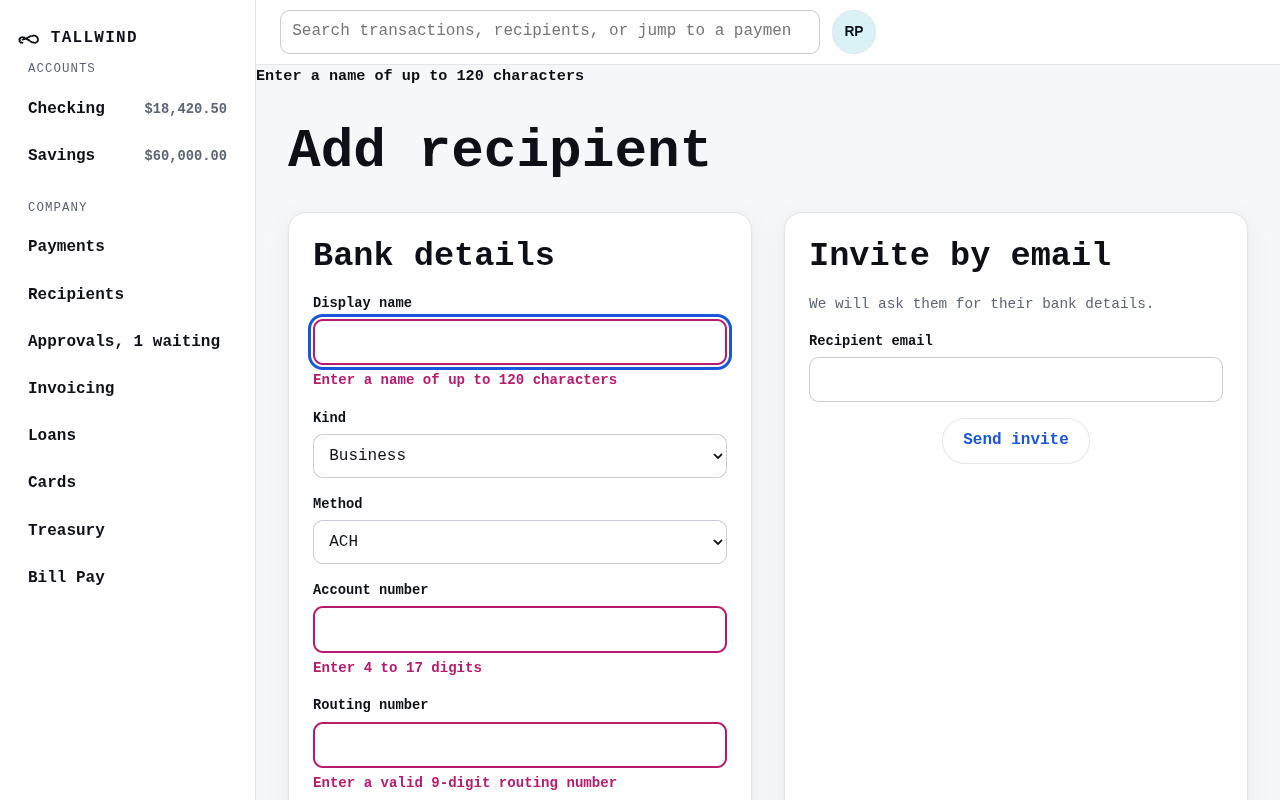 TALLWIND
ACCOUNTS
Checking $18,420.50
Savings $60,000.00
COMPANY
Payments
Recipients
Approvals, 1 waiting
Invoicing
Loans
Cards
Treasury
Bill Pay
Search transactions, recipients, or jump to a paymen
RP
Enter a name of up to 120 characters
Add recipient
Bank details
Display name
Enter a name of up to 120 characters
Kind
Business
Method
ACH
Account number
Enter 4 to 17 digits
Routing number
Enter a valid 9-digit routing number
Invite by email
We will ask them for their bank details.
Recipient email
Send invite